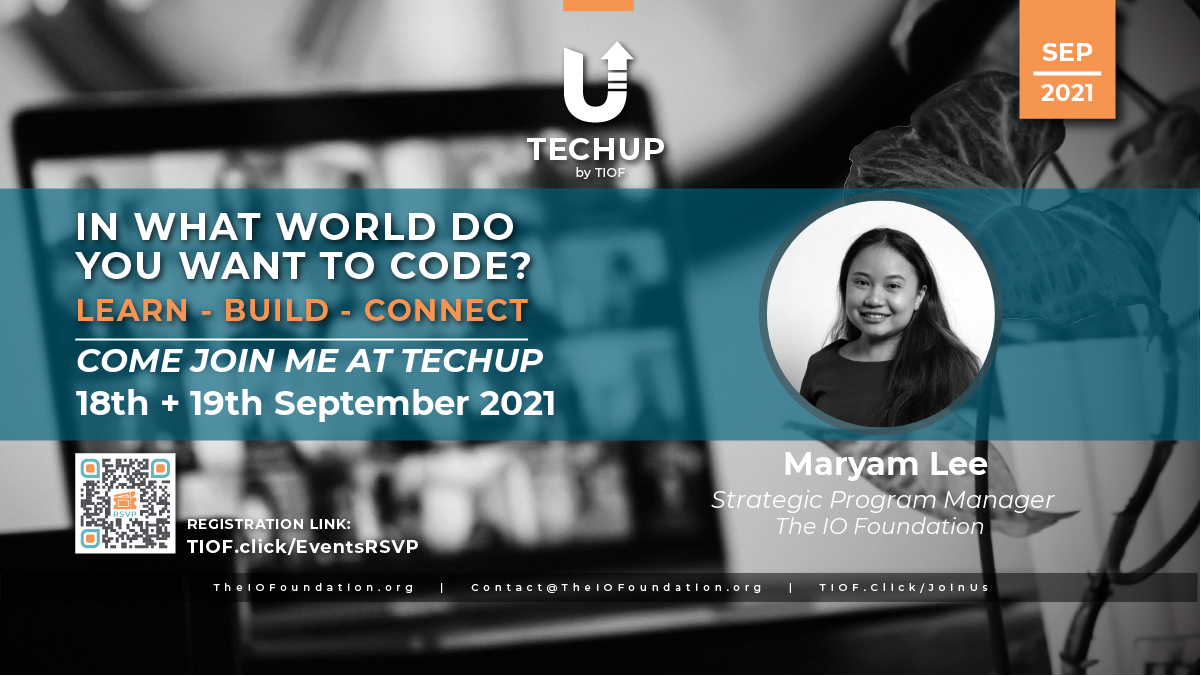 SEP
2021
TECHUP
by TIOF
IN WHAT WORLD DO
YOU WANT TO CODE?
LEARN - BUILD - CONNECT
COME JOIN ME AT TECHUP
18th + 19th September 2021
Maryam Lee
Strategic Program Manager
The IO Foundation
RSVP
REGISTRATION LINK:
TIOF.click/EventsRSVP
TheIOFoundation.org | Contact@TheIOFoundation.org | TIOF.Click/JoinUs